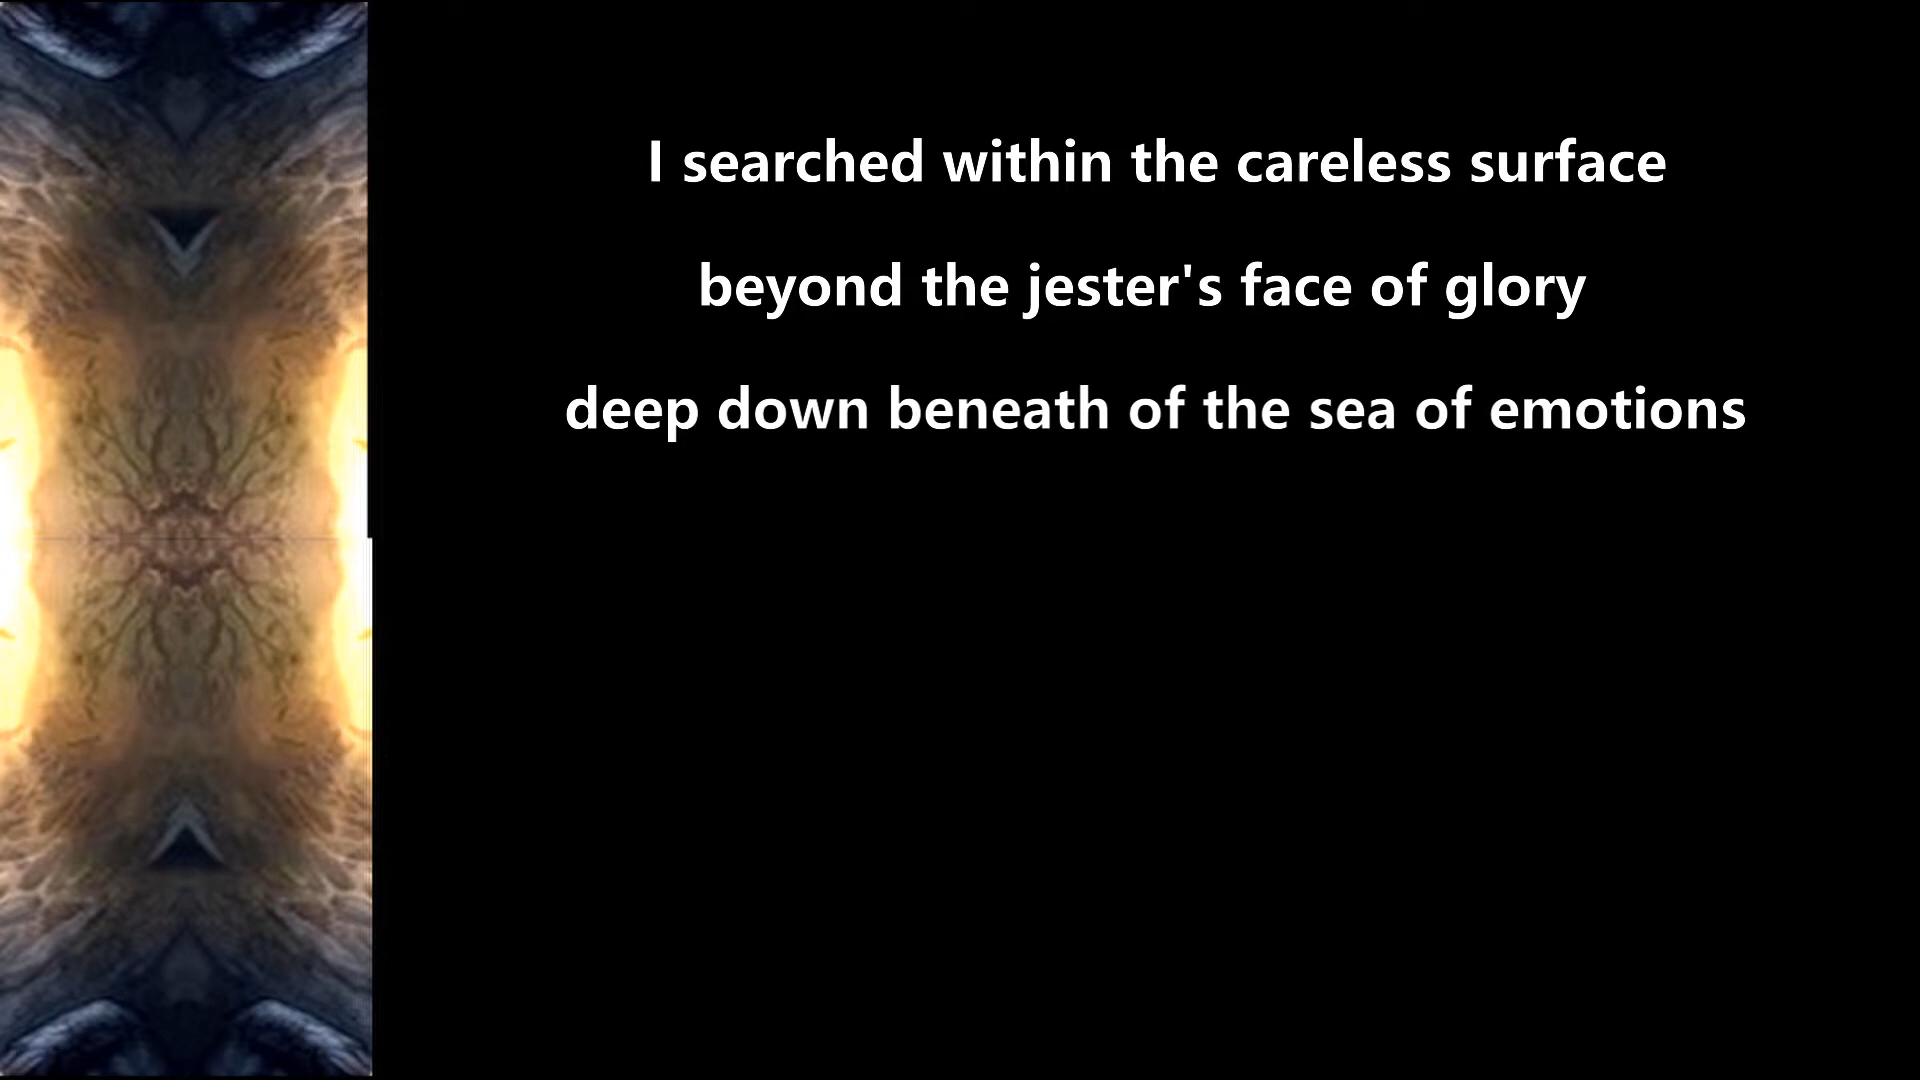 I searched within the careless surface
beyond the jester's face of glory
deep down beneath of the sea of emotions